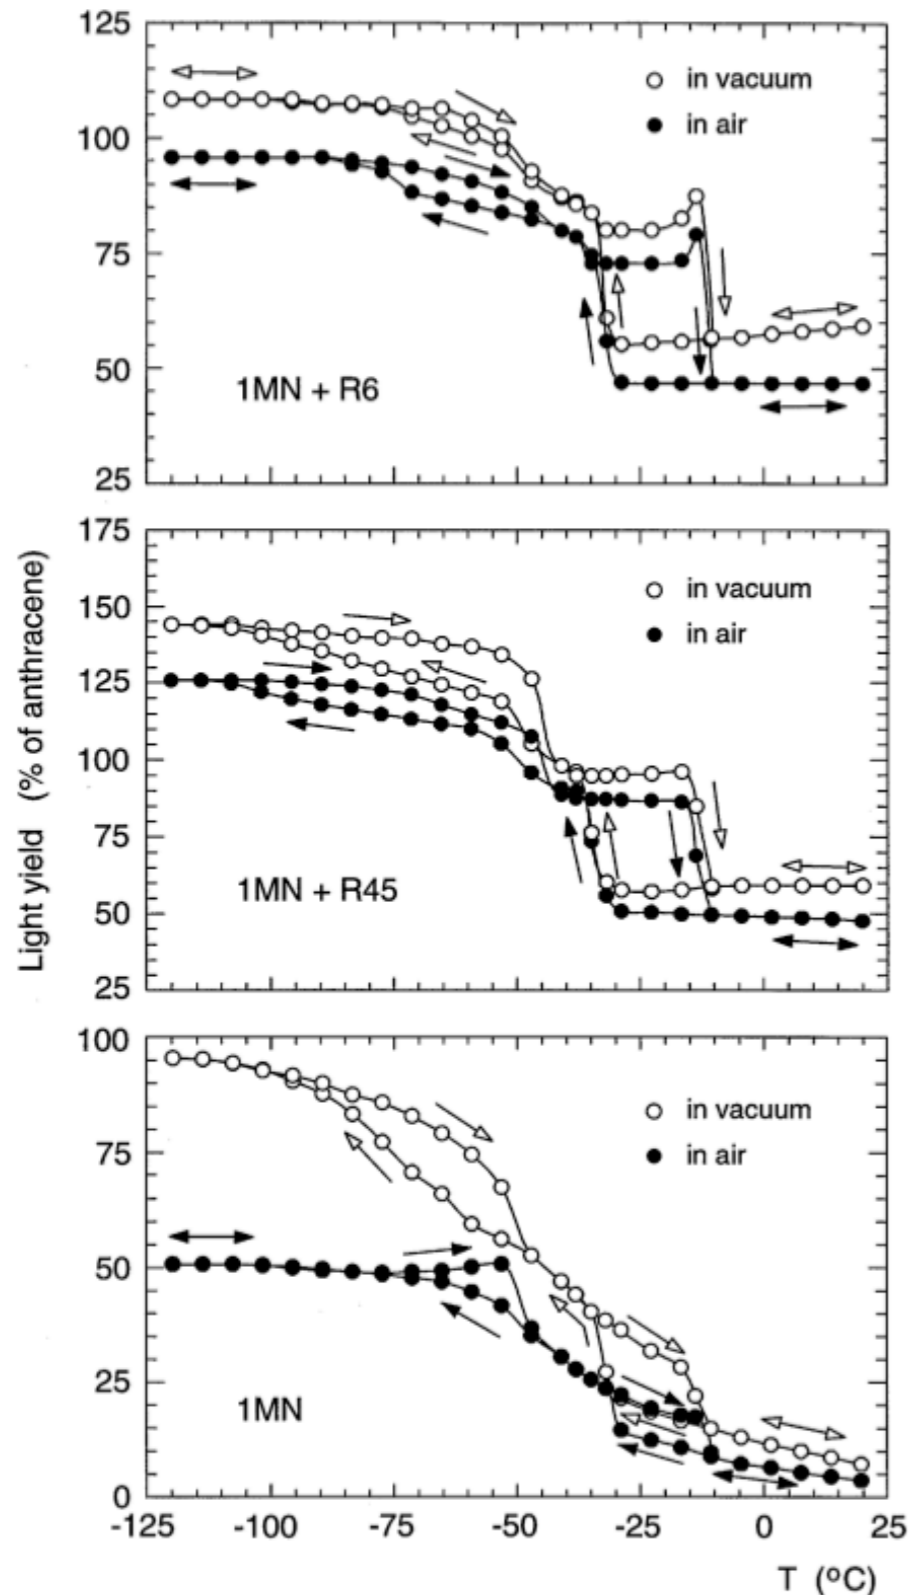 125
100
75
50
25
in vacuum
in air
1MN + R6
Light yield (% of anthracene)
175
150
125
100
75
50
25
in vacuum
in air
1MN + R45
100
75
50
25
0
in vacuum
in air
1MN
-125
-100
-75
-50
-25
0
25
T (°C)